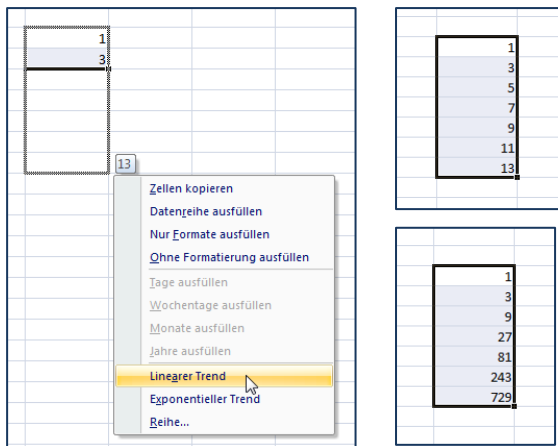 1
3
13
Zellen kopieren
Datenreihe ausfüllen
Nur Formate ausfüllen
Ohne Formatierung ausfüllen
Tage ausfüllen
Wochentage ausfüllen
Monate ausfüllen
Jahre ausfüllen
Linearer Trend
Exponentieller Trend
Reihe...
1
3
5
7
9
11
13
1
3
9
27
81
243
729